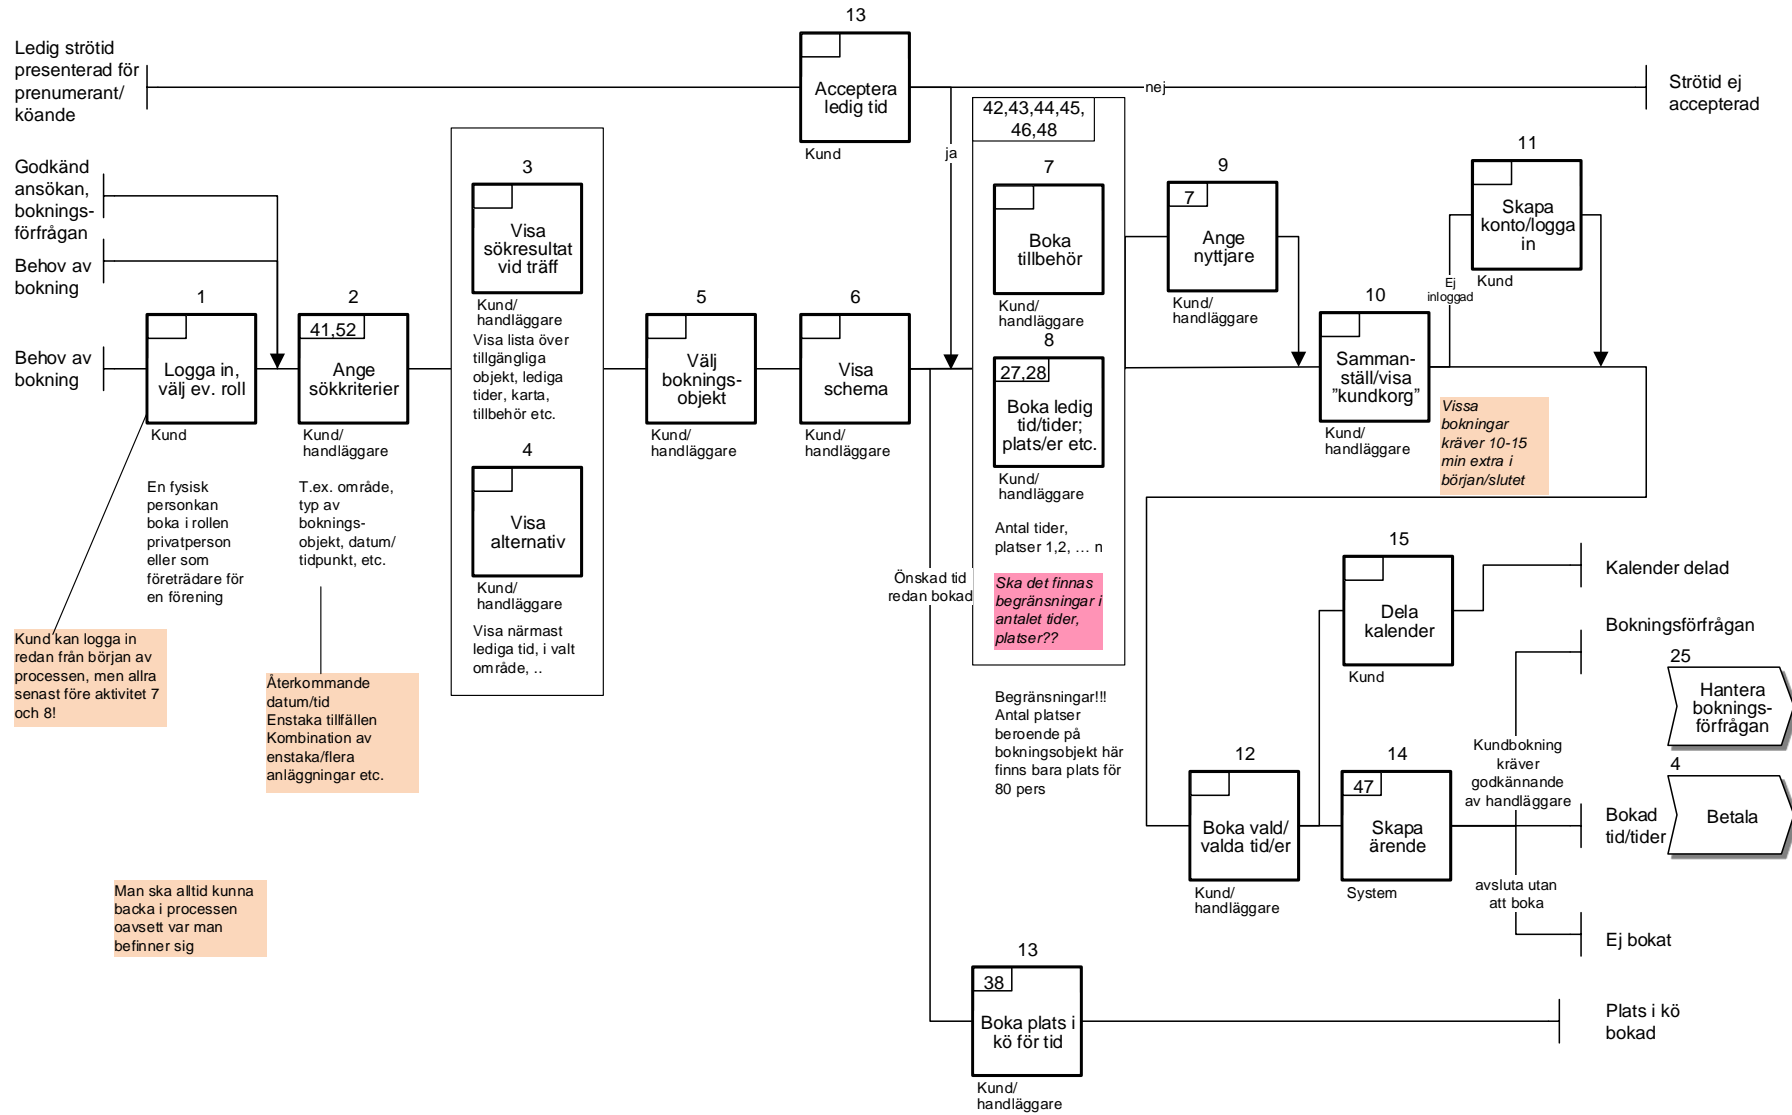 13
Ledig strötid
presenterad för
prenumerant/
köande
Acceptera
ledig tid
Kund
nej
ja
Strötid ej
accepterad
Godkänd
ansökan,
boknings-
förfrågan
Behov av
bokning
Behov av
bokning
1
Logga in,
välj ev. roll
Kund
En fysisk
personkan
boka i rollen
privatperson
eller som
företrädare för
en förening
Kund kan logga in
redan från början av
processen, men allra
senast före aktivitet 7
och 8!
2
41,52
Ange
sökkriterier
Kund/
handläggare
T.ex. område,
typ av
boknings-
objekt, datum/
tidpunkt, etc.
Återkommande
datum/tid
Enstaka tillfällen
Kombination av
enstaka/flera
anläggningar etc.
3
Visa
sökresultat
vid träff
Kund/
handläggare
Visa lista över
tillgängliga
objekt, lediga
tider, karta,
tillbehör etc.
4
Visa
alternativ
Kund/
handläggare
Visa närmast
lediga tid, i valt
område, ..
5
Välj
boknings-
objekt
Kund/
handläggare
6
Visa
schema
Kund/
handläggare
Önskad tid
redan bokad
42,43,44,45,
46,48
7
Boka
tillbehör
Kund/
handläggare
8
27,28
Boka ledig
tid/tider;
plats/er etc.
Kund/
handläggare
Antal tider,
platser 1,2, … n
Ska det finnas
begränsningar i
antalet tider,
platser??
Begränsningar!!!
Antal platser
beroende på
bokningsobjekt här
finns bara plats för
80 pers
9
7
Ange
nyttjare
Kund/
handläggare
10
Samman-
ställ/visa
”kundkorg”
Kund/
handläggare
Ej
inloggad
11
Skapa
konto/logga
in
Kund
Vissa
bokningar
kräver 10-15
min extra i
början/slutet
15
Dela
kalender
Kund
Kalender delad
Bokningsförfrågan
25
Hantera
boknings-
förfrågan
12
Boka vald/
valda tid/er
Kund/
handläggare
14
47
Skapa
ärende
System
Kundbokning
kräver
godkännande
av handläggare
Bokad
tid/tider
4
Betala
avsluta utan
att boka
Ej bokat
Man ska alltid kunna
backa i processen
oavsett var man
befinner sig
13
38
Boka plats i
kö för tid
Kund/
handläggare
Plats i kö
bokad